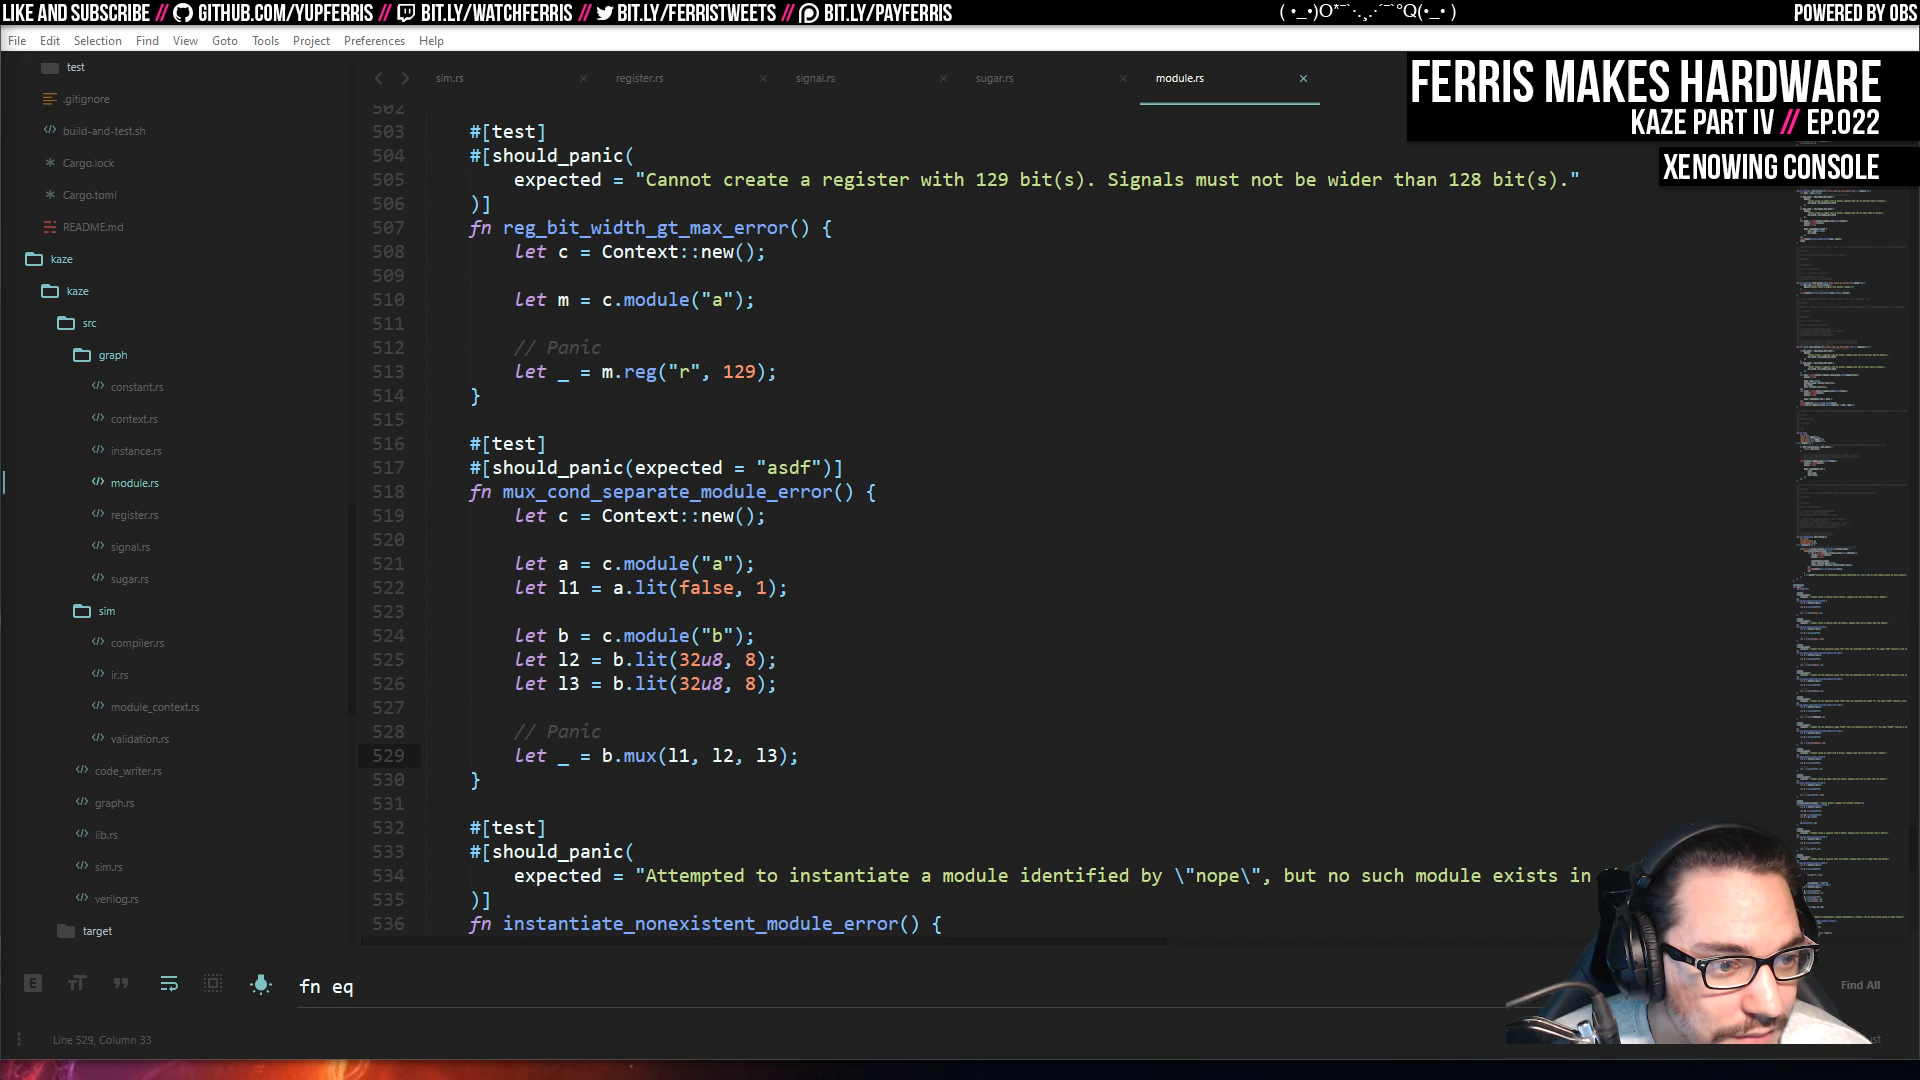 LIKE AND SUBSCRIBE // GITHUB.COM/YUPFERRIS // BIT.LY/WATCHFERRIS // BIT.LY/FERRISTWEETS // BIT.LY/PAYFERRIS
POWERED BY OBS
File Edit Selection Find View Goto Tools Project Preferences Help
FERRIS MAKES HARDWARE
KAZE PART IV // EP.022
XENOWING CONSOLE
test
.gitignore
build-and-test.sh
Cargo.lock
Cargo.toml
README.md
kaze
kaze
src
graph
constant.rs
context.rs
instance.rs
module.rs
register.rs
signal.rs
sugar.rs
sim
compiler.rs
ir.rs
module_context.rs
validation.rs
code_writer.rs
graph.rs
lib.rs
sim.rs
verilog.rs
target
sim.rs × register.rs × signal.rs × sugar.rs × module.rs ×
502
503 #[test]
504 #[should_panic(
505 expected = "Cannot create a register with 129 bit(s). Signals must not be wider than 128 bit(s)."
506 )]
507 fn reg_bit_width_gt_max_error() {
508 let c = Context::new();
509
510 let m = c.module("a");
511
512 // Panic
513 let _ = m.reg("r", 129);
514 }
515
516 #[test]
517 #[should_panic(expected = "asdf")]
518 fn mux_cond_separate_module_error() {
519 let c = Context::new();
520
521 let a = c.module("a");
522 let l1 = a.lit(false, 1);
523
524 let b = c.module("b");
525 let l2 = b.lit(32u8, 8);
526 let l3 = b.lit(32u8, 8);
527
528 // Panic
529 let _ = b.mux(l1, l2, l3);
530 }
531
532 #[test]
533 #[should_panic(
534 expected = "Attempted to instantiate a module identified by \"nope\", but no such module exists in
535 )]
536 fn instantiate_nonexistent_module_error() {
fn eq
Find All
Line 529, Column 33